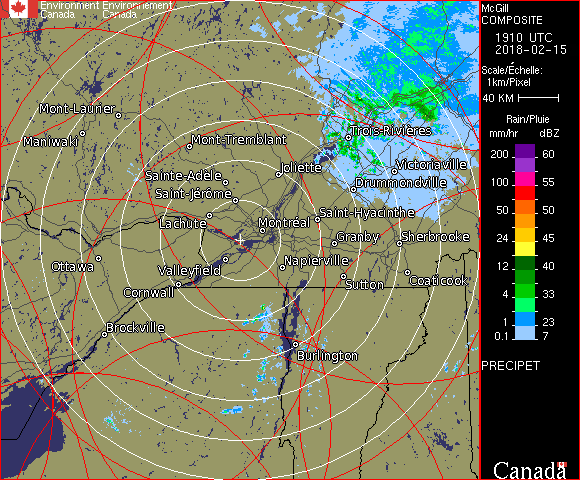 Environment Environnement
Canada Canada
McGill
COMPOSITE
1910 UTC
2018-02-15
Scale/Échelle:
1km/Pixel
40 KM
Rain/Pluie
mm/hr dBZ
200 60
100 55
50 50
24 45
12 40
4 33
1 23
0.1 7
PRECIPET
Canada
Mont-Laurier
Maniwaki
Mont-Tremblant
Trois-Rivières
Joliette
Victoriaville
Sainte-Adèle
Drummondville
Saint-Jérôme
Lachute
Saint-Hyacinthe
Montréal
Granby
Sherbrooke
Ottawa
Valleyfield
Napierville
Cornwall
Sutton
Coaticook
Brockville
Burlington